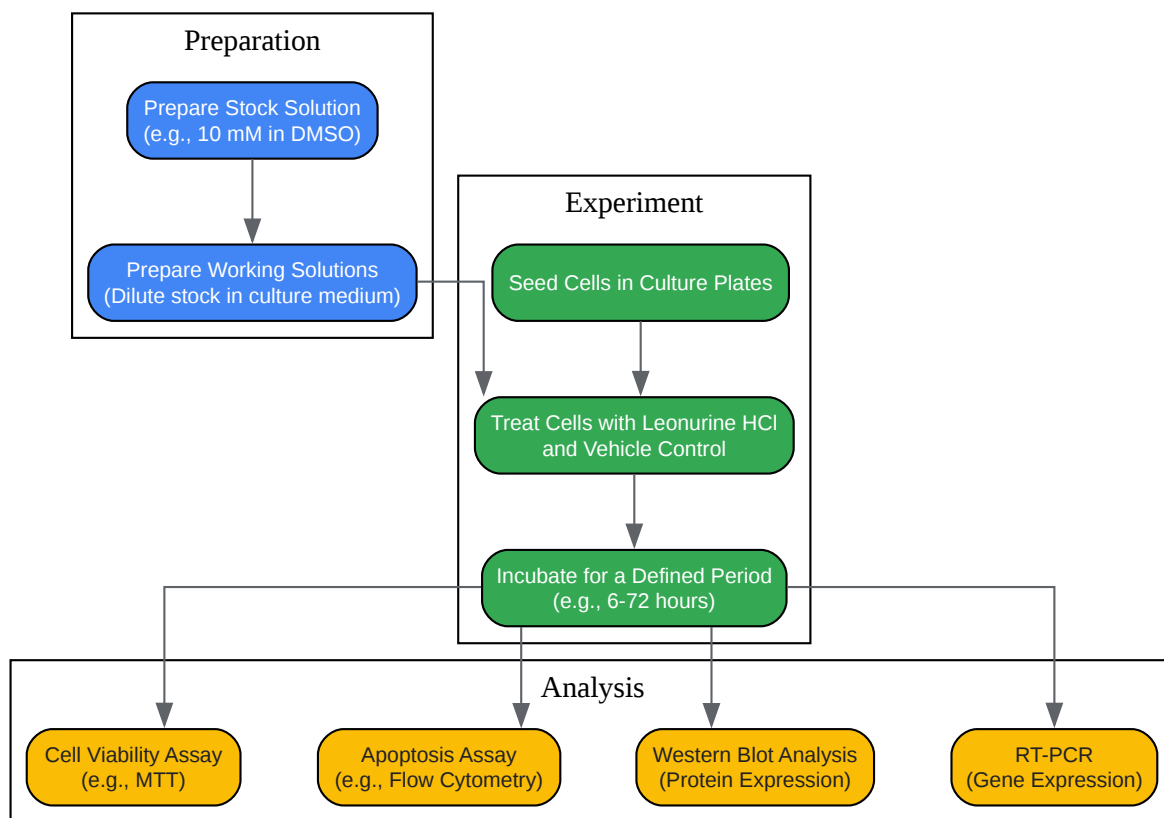 Preparation
Prepare Stock Solution
(e.g., 10 mM in DMSO)
Prepare Working Solutions
(Dilute stock in culture medium)
Experiment
Seed Cells in Culture Plates
Treat Cells with Leonurine HCl
and Vehicle Control
Incubate for a Defined Period
(e.g., 6-72 hours)
Analysis
Cell Viability Assay
(e.g., MTT)
Apoptosis Assay
(e.g., Flow Cytometry)
Western Blot Analysis
(Protein Expression)
RT-PCR
(Gene Expression)